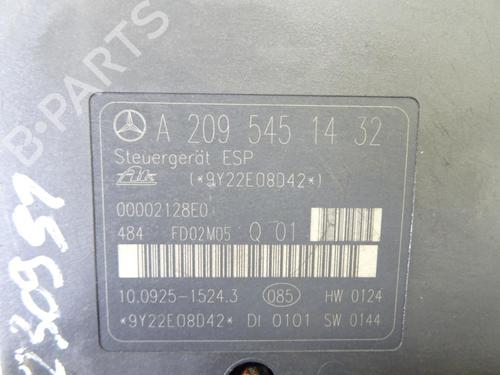 B-PARTS
A 209 545 14 32
Steuergerät ESP
Ate (*9Y22E08D42*)
00002128E0
484 FD02M05 Q 01
10.0925-1524.3 085 HW 0124
*9Y22E08D42* DI 0101 SW 0144